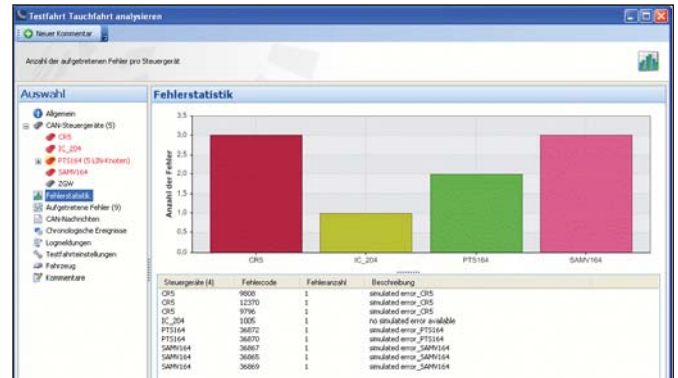 Testfahrt Tauchfahrt analysieren
Neuer Kommentar
Anzahl der aufgetretenen Fehler pro Steuergerät
Auswahl
Allgemein
CAN-Steuergeräte (5)
CR5
IC_204
PTS164 (5 LIN-Knoten)
SAMV164
ZGW
Fehlerstatistik
Aufgetretene Fehler (9)
CAN-Nachrichten
Chronologische Ereignisse
Logmeldungen
Testfahrteinstellungen
Fahrzeug
Kommentare
Fehlerstatistik
Anzahl der Fehler
3,5
3,0
2,5
2,0
1,5
1,0
0,5
0,0
CR5 IC_204 PTS164 SAMV164
Steuergeräte (4) Fehlercode Fehleranzahl Beschreibung
CR5 9808 1 simulated error_CR5
CR5 12370 1 simulated error_CR5
CR5 9796 1 simulated error_CR5
IC_204 1005 1 no simulated error available
PTS164 36872 1 simulated error_PTS164
PTS164 36870 1 simulated error_PTS164
SAMV164 36867 1 simulated error_SAMV164
SAMV164 36865 1 simulated error_SAMV164
SAMV164 36869 1 simulated error_SAMV164